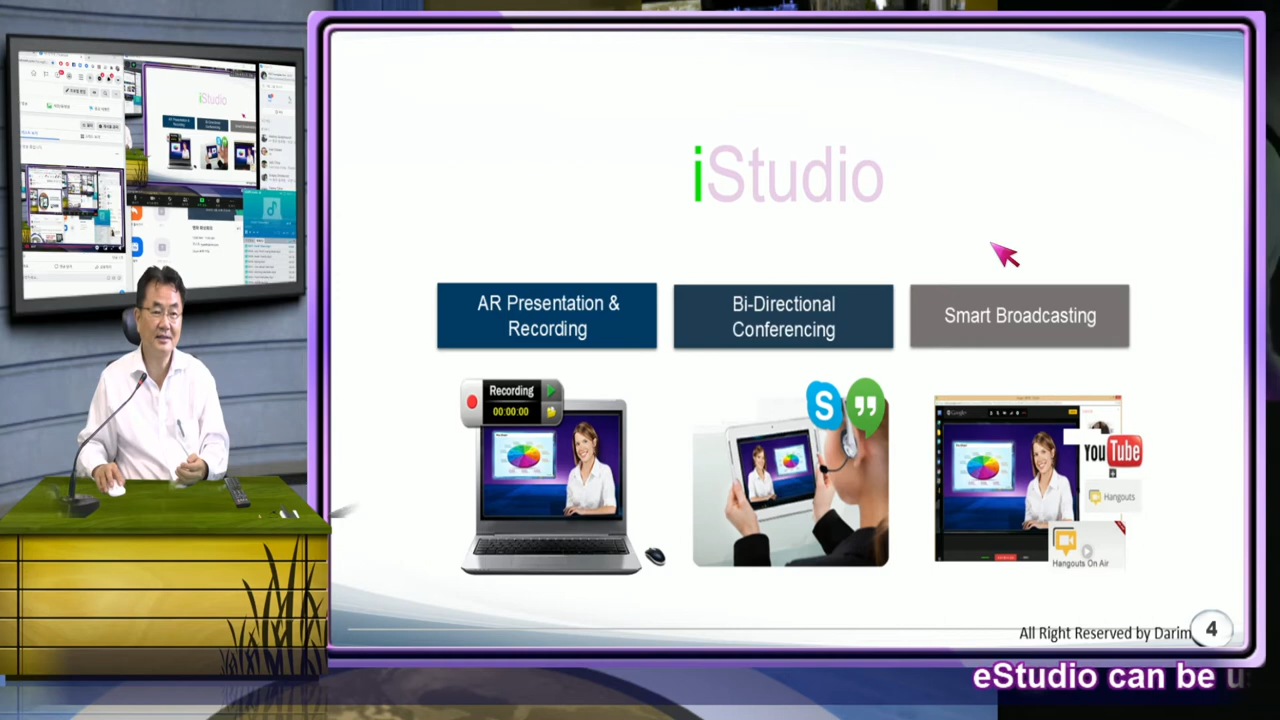 iStudio
AR Presentation &
Recording
Bi-Directional
Conferencing
Smart Broadcasting
Recording
00:00:00
S
You Tube
Hangouts
Hangouts On Air
All Right Reserved by Darim
4
eStudio can be u